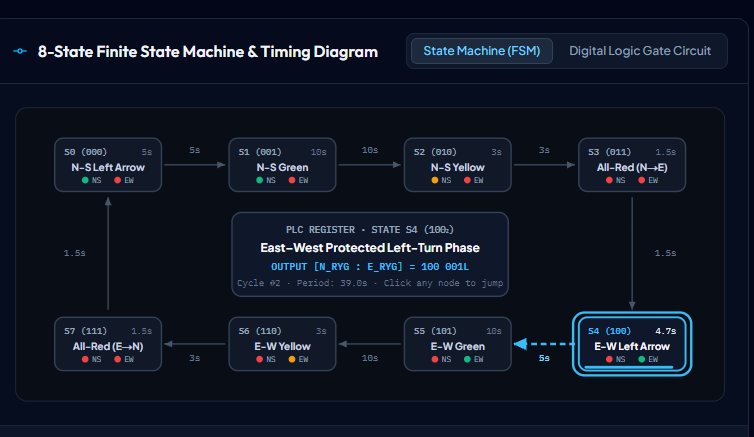 8-State Finite State Machine & Timing Diagram
State Machine (FSM)
Digital Logic Gate Circuit
S0 (000) 5s
N-S Left Arrow
NS EW
5s
S1 (001) 10s
N-S Green
NS EW
10s
S2 (010) 3s
N-S Yellow
NS EW
3s
S3 (011) 1.5s
All-Red (N→E)
NS EW
PLC REGISTER · STATE S4 (100₂)
East-West Protected Left-Turn Phase
OUTPUT [N_RYG : E_RYG] = 100 001L
Cycle #2 · Period: 39.0s · Click any node to jump
1.5s
1.5s
S7 (111) 1.5s
All-Red (E→N)
NS EW
3s
S6 (110) 3s
E-W Yellow
NS EW
10s
S5 (101) 10s
E-W Green
NS EW
5s
S4 (100) 4.7s
E-W Left Arrow
NS EW